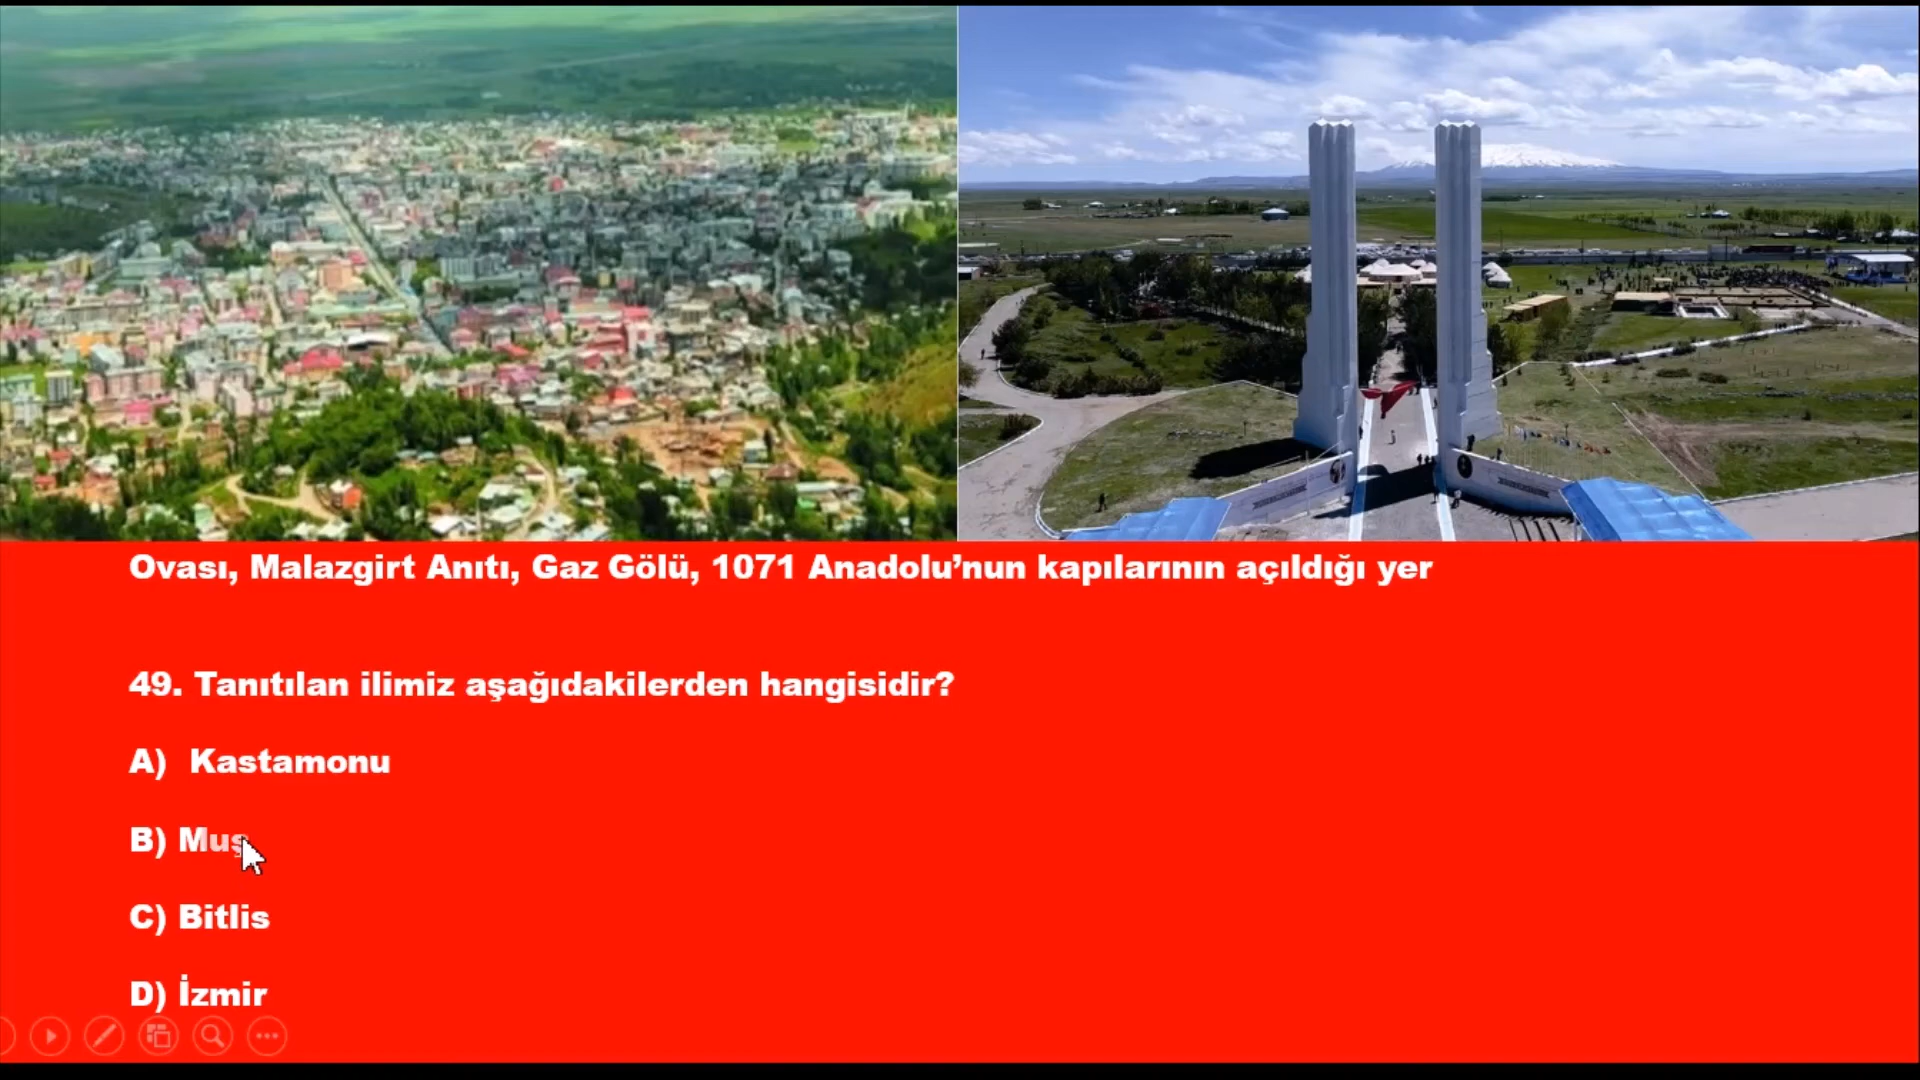 Ovası, Malazgirt Anıtı, Gaz Gölü, 1071 Anadolu’nun kapılarının açıldığı yer
49. Tanıtılan ilimiz aşağıdakilerden hangisidir?
A) Kastamonu
B) Muş
C) Bitlis
D) İzmir